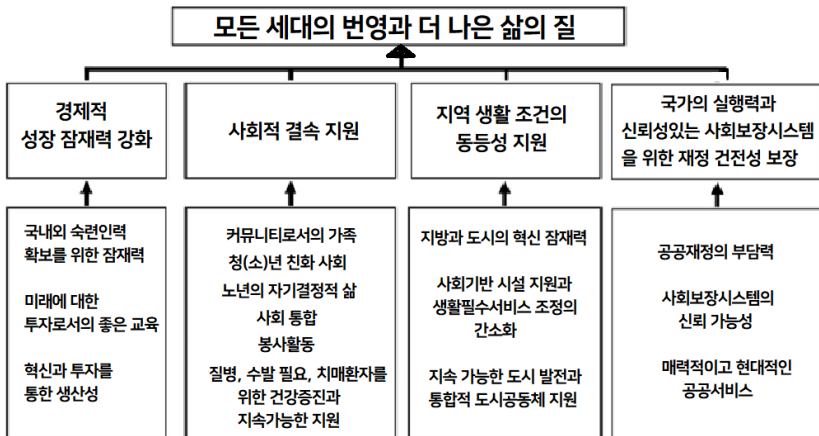 모든 세대의 번영과 더 나은 삶의 질
경제적
성장 잠재력 강화
사회적 결속 지원
지역 생활 조건의
동등성 지원
국가의 실행력과
신뢰성있는 사회보장시스템
을 위한 재정 건전성 보장
국내외 숙련인력
확보를 위한 잠재력
미래에 대한
투자로서의 좋은 교육
혁신과 투자를
통한 생산성
커뮤니티로서의 가족
청(소)년 친화 사회
노년의 자기결정적 삶
사회 통합
봉사활동
질병, 수발 필요, 치매환자를
위한 건강증진과
지속가능한 지원
지방과 도시의 혁신 잠재력
사회기반 시설 지원과
생활필수서비스 조정의
간소화
지속 가능한 도시 발전과
통합적 도시공동체 지원
공공재정의 부담력
사회보장시스템의
신뢰 가능성
매력적이고 현대적인
공공서비스